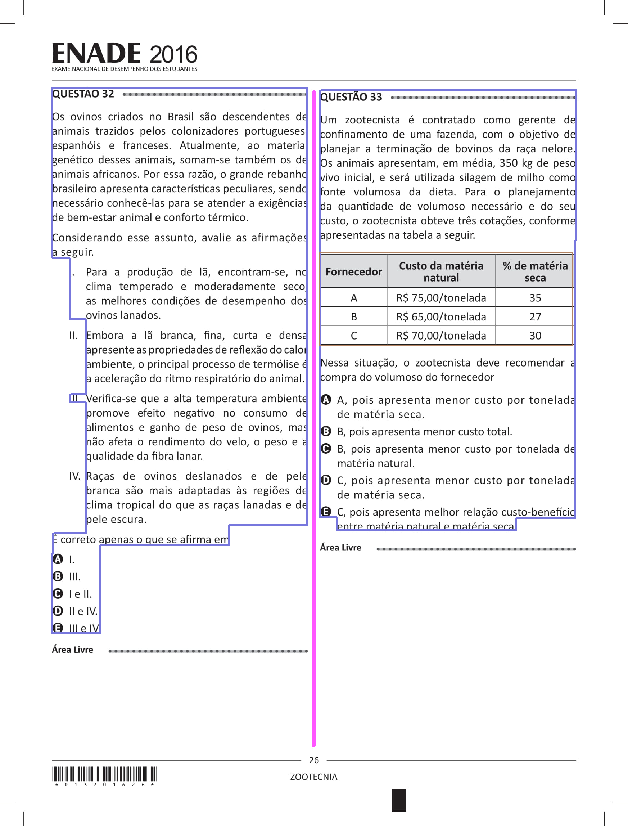 ENADE 2016
EXAME NACIONAL DE DESEMPENHO DOS ESTUDANTES
QUESTÃO 32
Os ovinos criados no Brasil são descendentes de
animais trazidos pelos colonizadores portugueses,
espanhóis e franceses. Atualmente, ao material
genético desses animais, somam-se também os de
animais africanos. Por essa razão, o grande rebanho
brasileiro apresenta características peculiares, sendo
necessário conhecê-las para se atender a exigências
de bem-estar animal e conforto térmico.
Considerando esse assunto, avalie as afirmações
a seguir.
I. Para a produção de lã, encontram-se, no
clima temperado e moderadamente seco,
as melhores condições de desempenho dos
ovinos lanados.
II. Embora a lã branca, fina, curta e densa
apresente as propriedades de reflexão do calor
ambiente, o principal processo de termólise é
a aceleração do ritmo respiratório do animal.
III. Verifica-se que a alta temperatura ambiente
promove efeito negativo no consumo de
alimentos e ganho de peso de ovinos, mas
não afeta o rendimento do velo, o peso e a
qualidade da fibra lanar.
IV. Raças de ovinos deslanados e de pele
branca são mais adaptadas às regiões de
clima tropical do que as raças lanadas e de
pele escura.
É correto apenas o que se afirma em
A I.
B III.
C I e II.
D II e IV.
E III e IV.
Área Livre
QUESTÃO 33
Um zootecnista é contratado como gerente de
confinamento de uma fazenda, com o objetivo de
planejar a terminação de bovinos da raça nelore.
Os animais apresentam, em média, 350 kg de peso
vivo inicial, e será utilizada silagem de milho como
fonte volumosa da dieta. Para o planejamento
da quantidade de volumoso necessário e do seu
custo, o zootecnista obteve três cotações, conforme
apresentadas na tabela a seguir.
Fornecedor Custo da matéria natural % de matéria seca
A R$ 75,00/tonelada 35
B R$ 65,00/tonelada 27
C R$ 70,00/tonelada 30
Nessa situação, o zootecnista deve recomendar a
compra do volumoso do fornecedor
A A, pois apresenta menor custo por tonelada
de matéria seca.
B B, pois apresenta menor custo total.
C B, pois apresenta menor custo por tonelada de
matéria natural.
D C, pois apresenta menor custo por tonelada
de matéria seca.
E C, pois apresenta melhor relação custo-benefício
entre matéria natural e matéria seca.
Área Livre
26
ZOOTECNIA